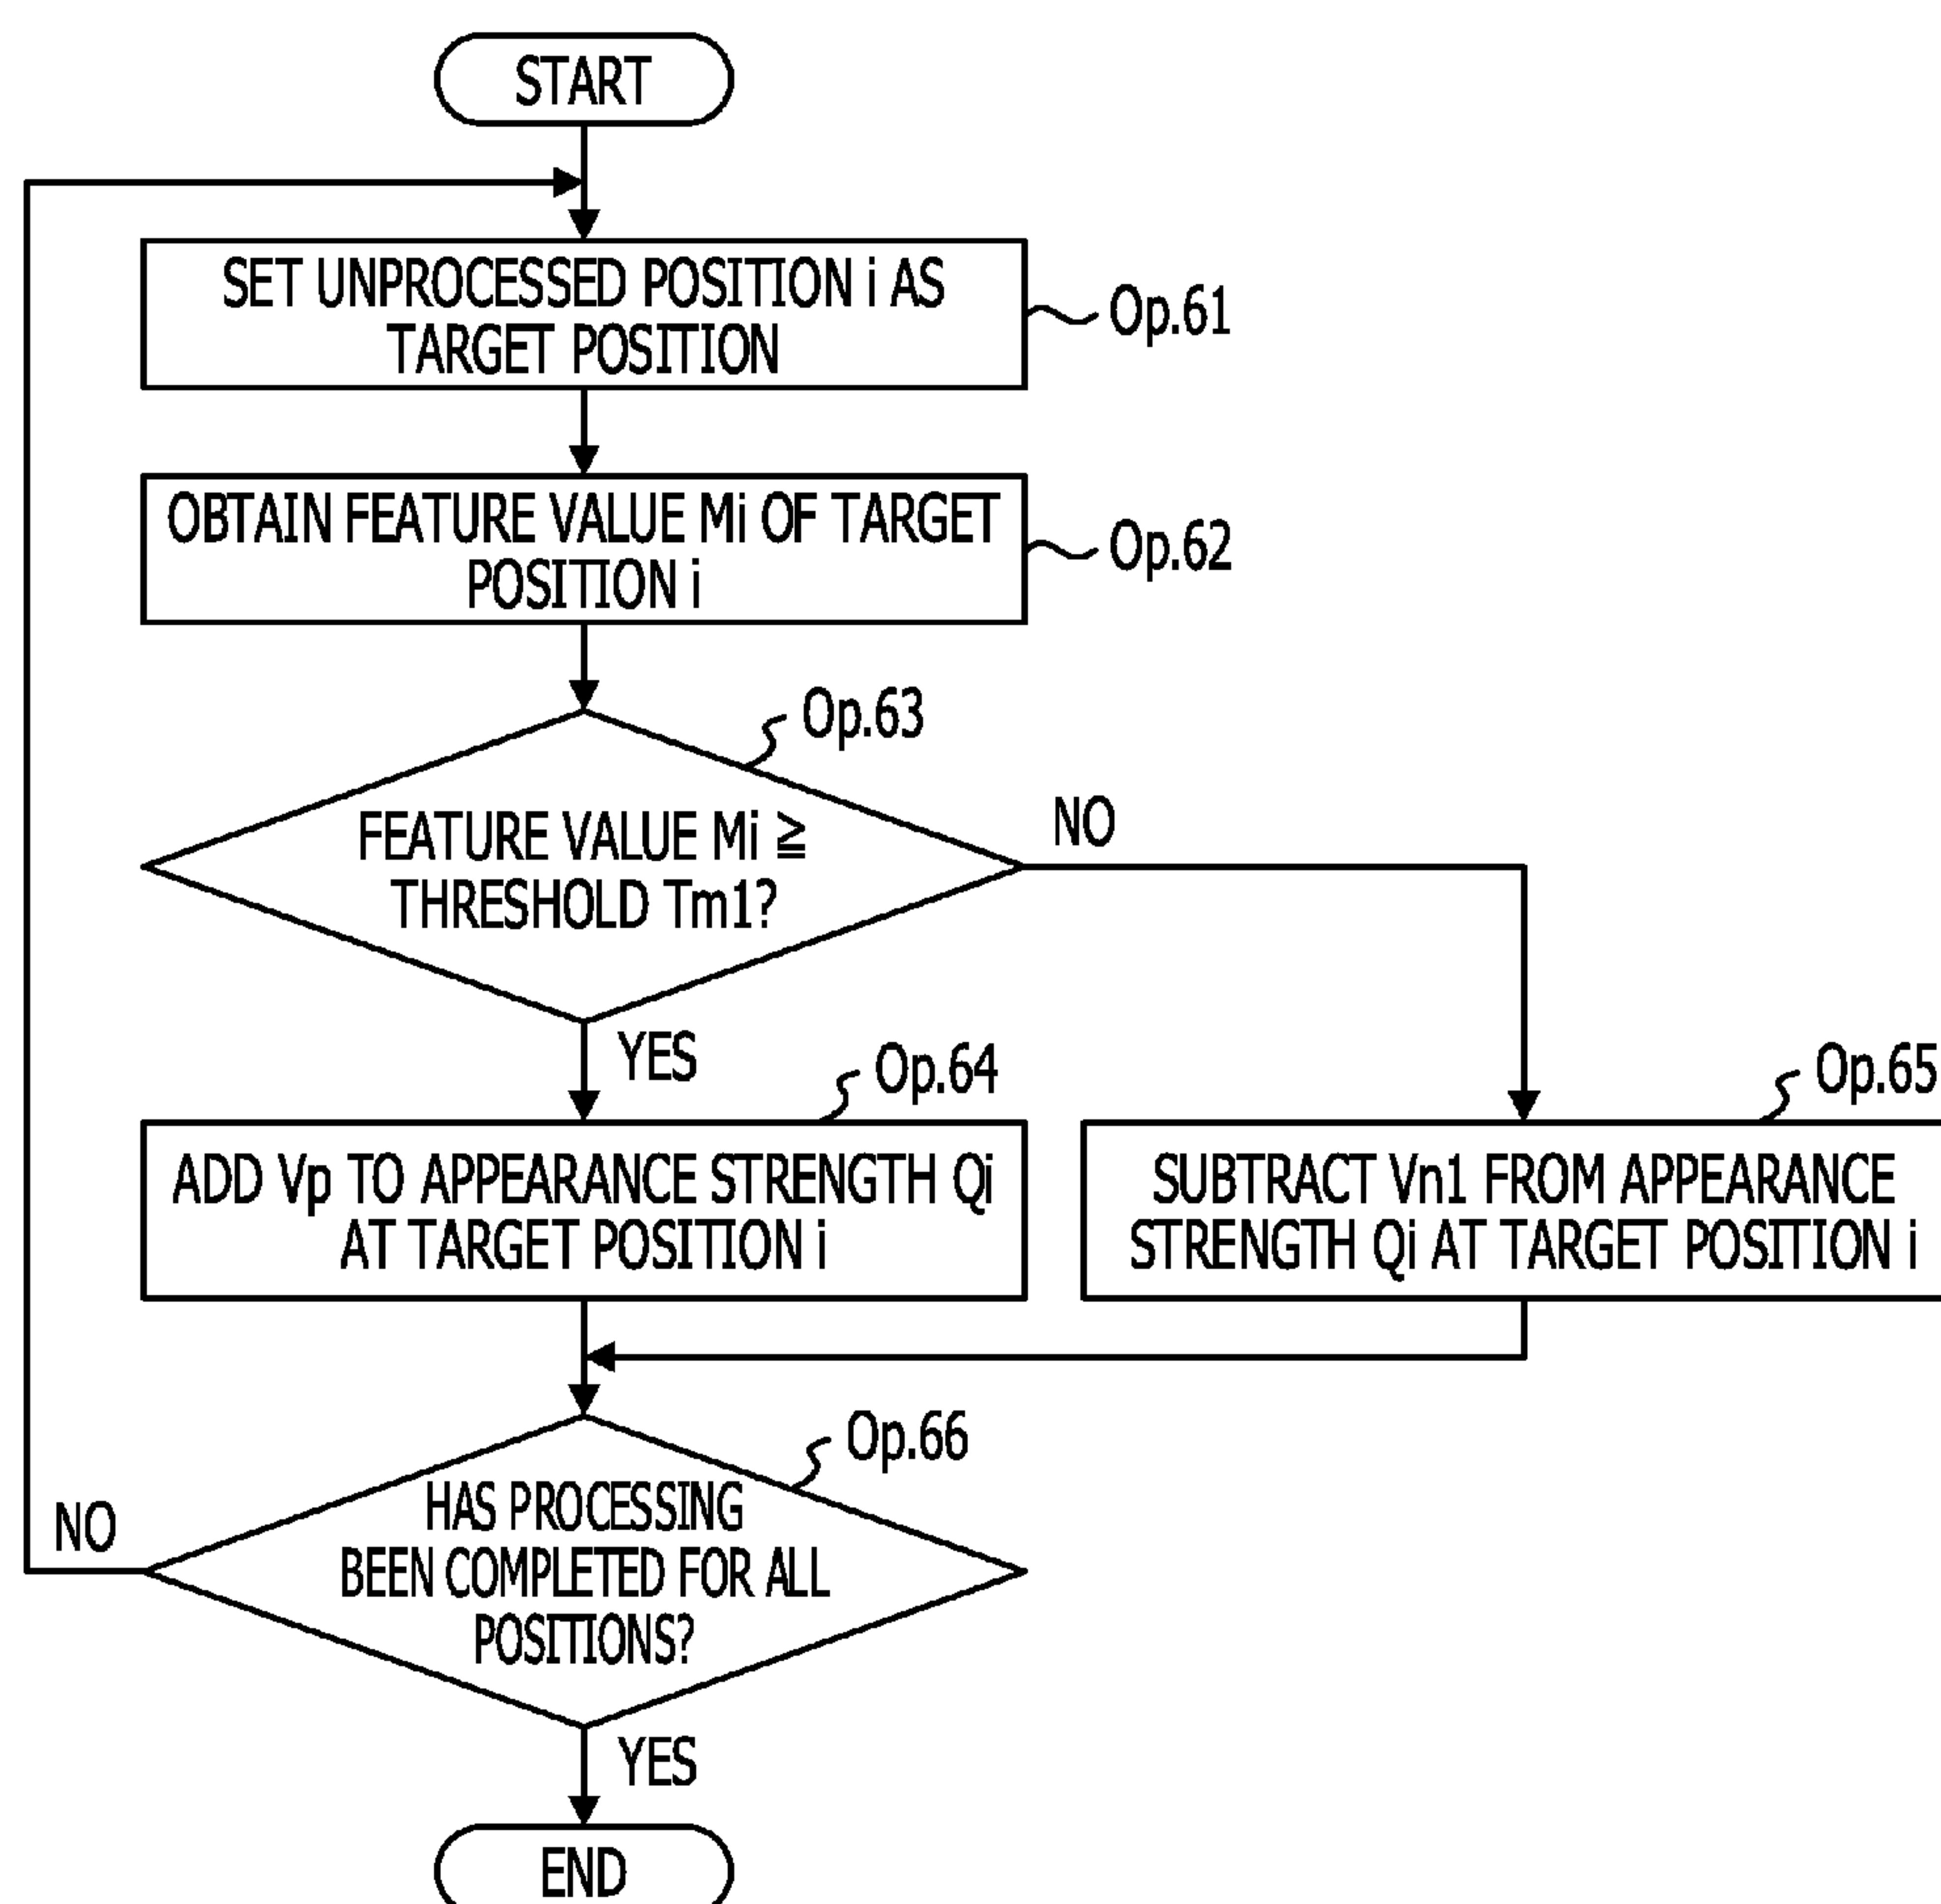 START
SET UNPROCESSED POSITION i AS
TARGET POSITION
Op.61
OBTAIN FEATURE VALUE Mi OF TARGET
POSITION i
Op.62
Op.63
FEATURE VALUE Mi ≧
THRESHOLD Tm1?
NO
YES
Op.64
ADD Vp TO APPEARANCE STRENGTH Qi
AT TARGET POSITION i
Op.65
SUBTRACT Vn1 FROM APPEARANCE
STRENGTH Qi AT TARGET POSITION i
Op.66
HAS PROCESSING
BEEN COMPLETED FOR ALL
POSITIONS?
NO
YES
END